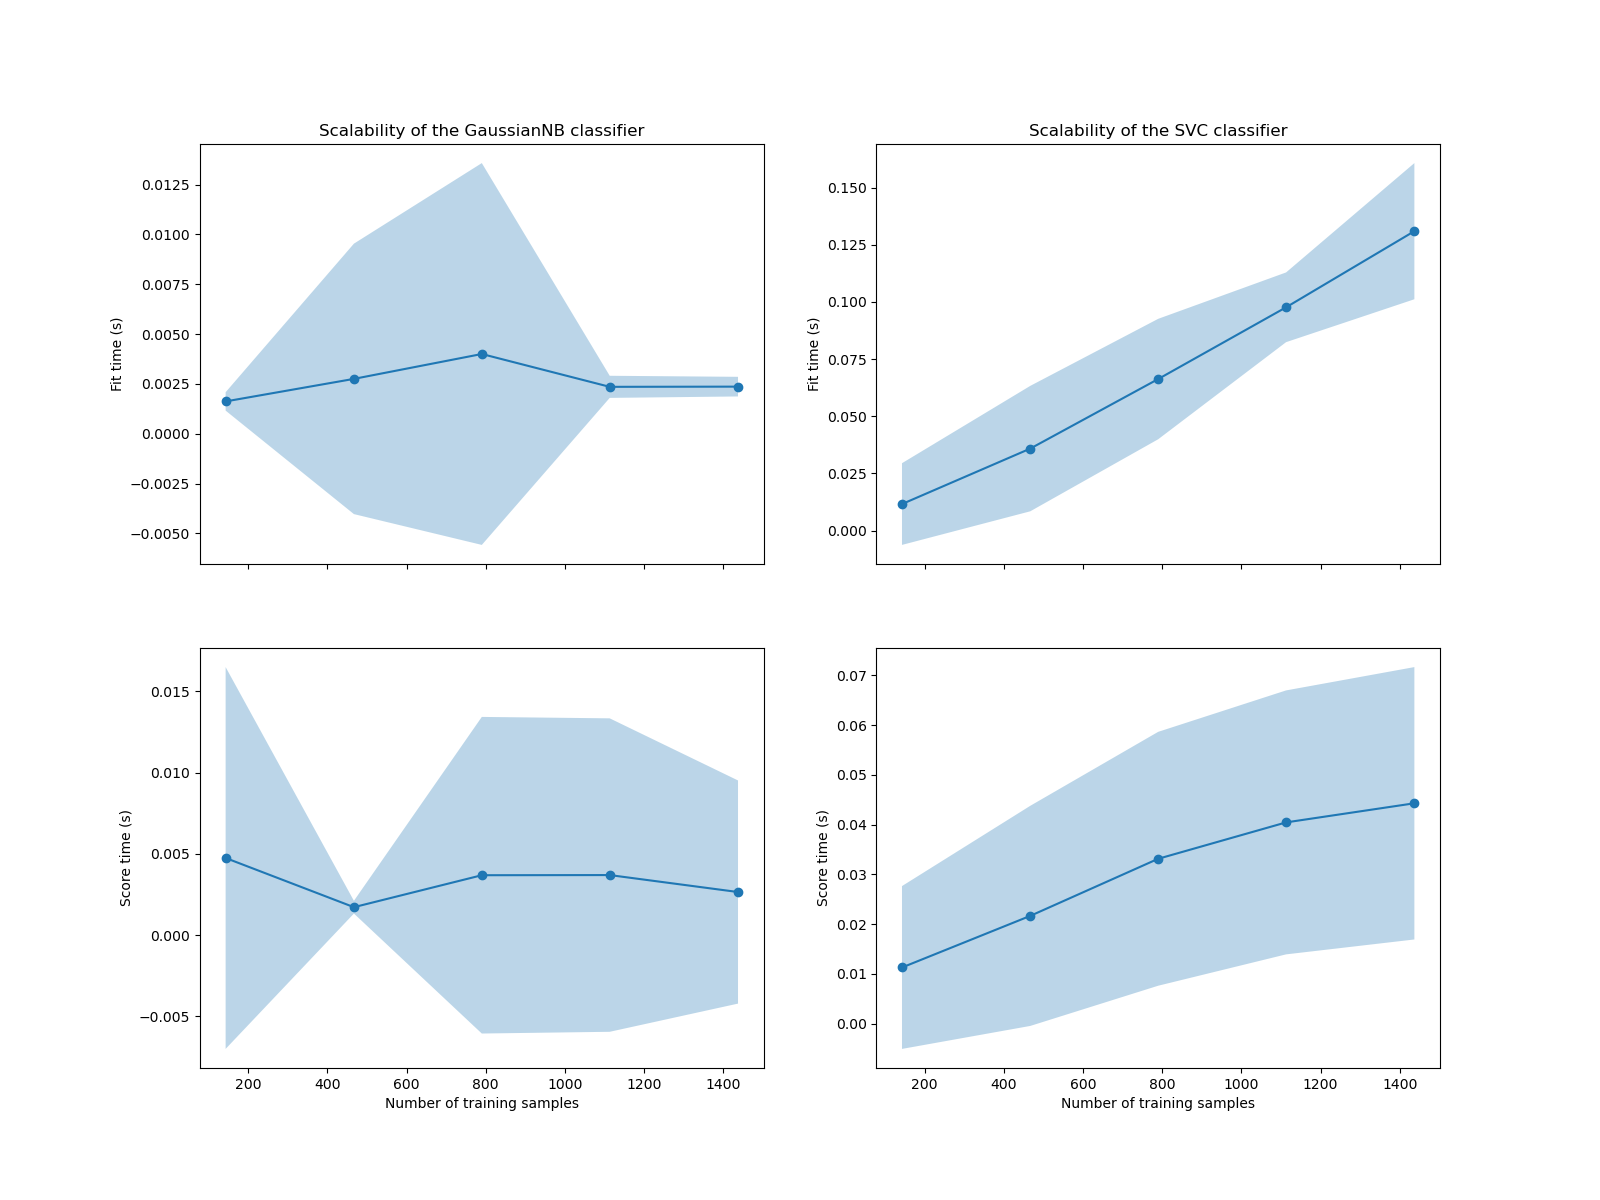 Scalability of the GaussianNB classifier
0.0125
0.0100
0.0075
0.0050
0.0025
0.0000
−0.0025
−0.0050
Fit time (s)
Scalability of the SVC classifier
0.150
0.125
0.100
0.075
0.050
0.025
0.000
Fit time (s)
0.015
0.010
0.005
0.000
−0.005
Score time (s)
200 400 600 800 1000 1200 1400
Number of training samples
0.07
0.06
0.05
0.04
0.03
0.02
0.01
0.00
Score time (s)
200 400 600 800 1000 1200 1400
Number of training samples